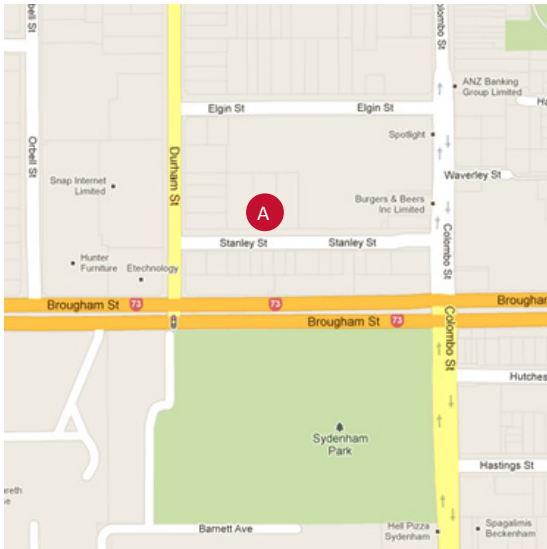 Orbell St
Colombo St
ANZ Banking
Group Limited
Elgin St
Elgin St
Spotlight
Orbell St
Durham St
Waverley St
Snap Internet
Limited
Burgers & Beers
Inc Limited
A
Stanley St
Stanley St
Colombo St
Hunter
Furniture
Etechnology
Brougham St
73
73
Brougham
Brougham St
73
Colombo St
Hutches
Sydenham
Park
Hastings St
Barnett Ave
Hell Pizza
Sydenham
Spagalimis
Beckenham